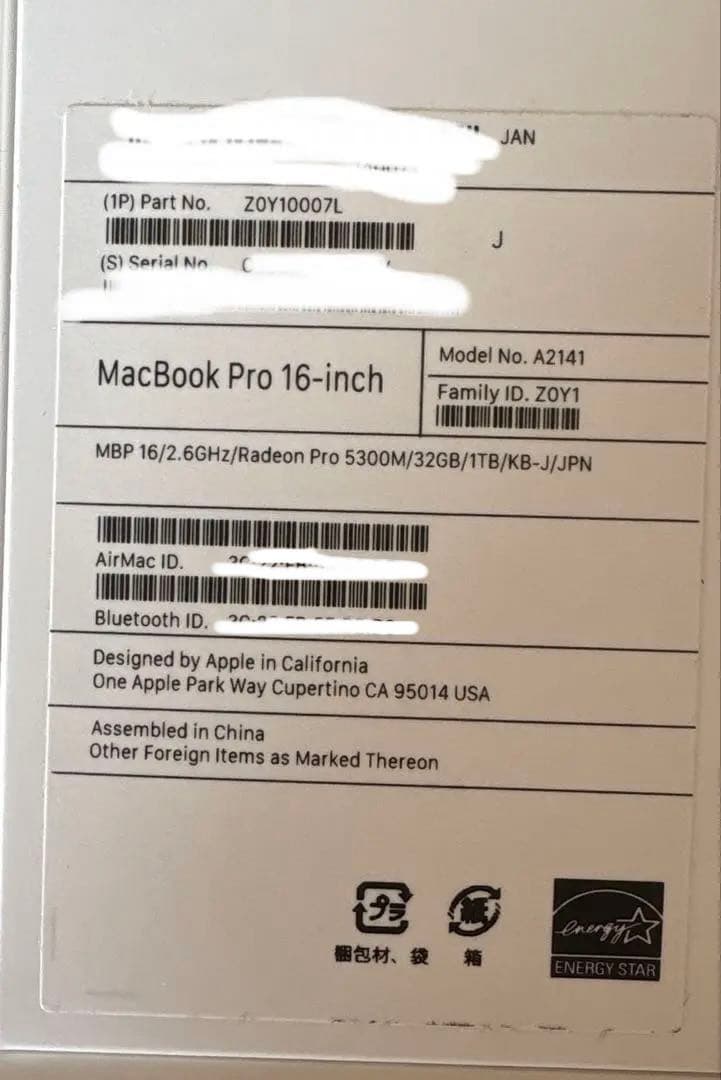 JAN
(1P) Part No. Z0Y10007L
J
(S) Serial No
MacBook Pro 16-inch
Model No. A2141
Family ID. Z0Y1
MBP 16/2.6GHz/Radeon Pro 5300M/32GB/1TB/KB-J/JPN
AirMac ID.
Bluetooth ID.
Designed by Apple in California
One Apple Park Way Cupertino CA 95014 USA
Assembled in China
Other Foreign Items as Marked Thereon
プラ
紙
energy
梱包材、袋
箱
ENERGY STAR